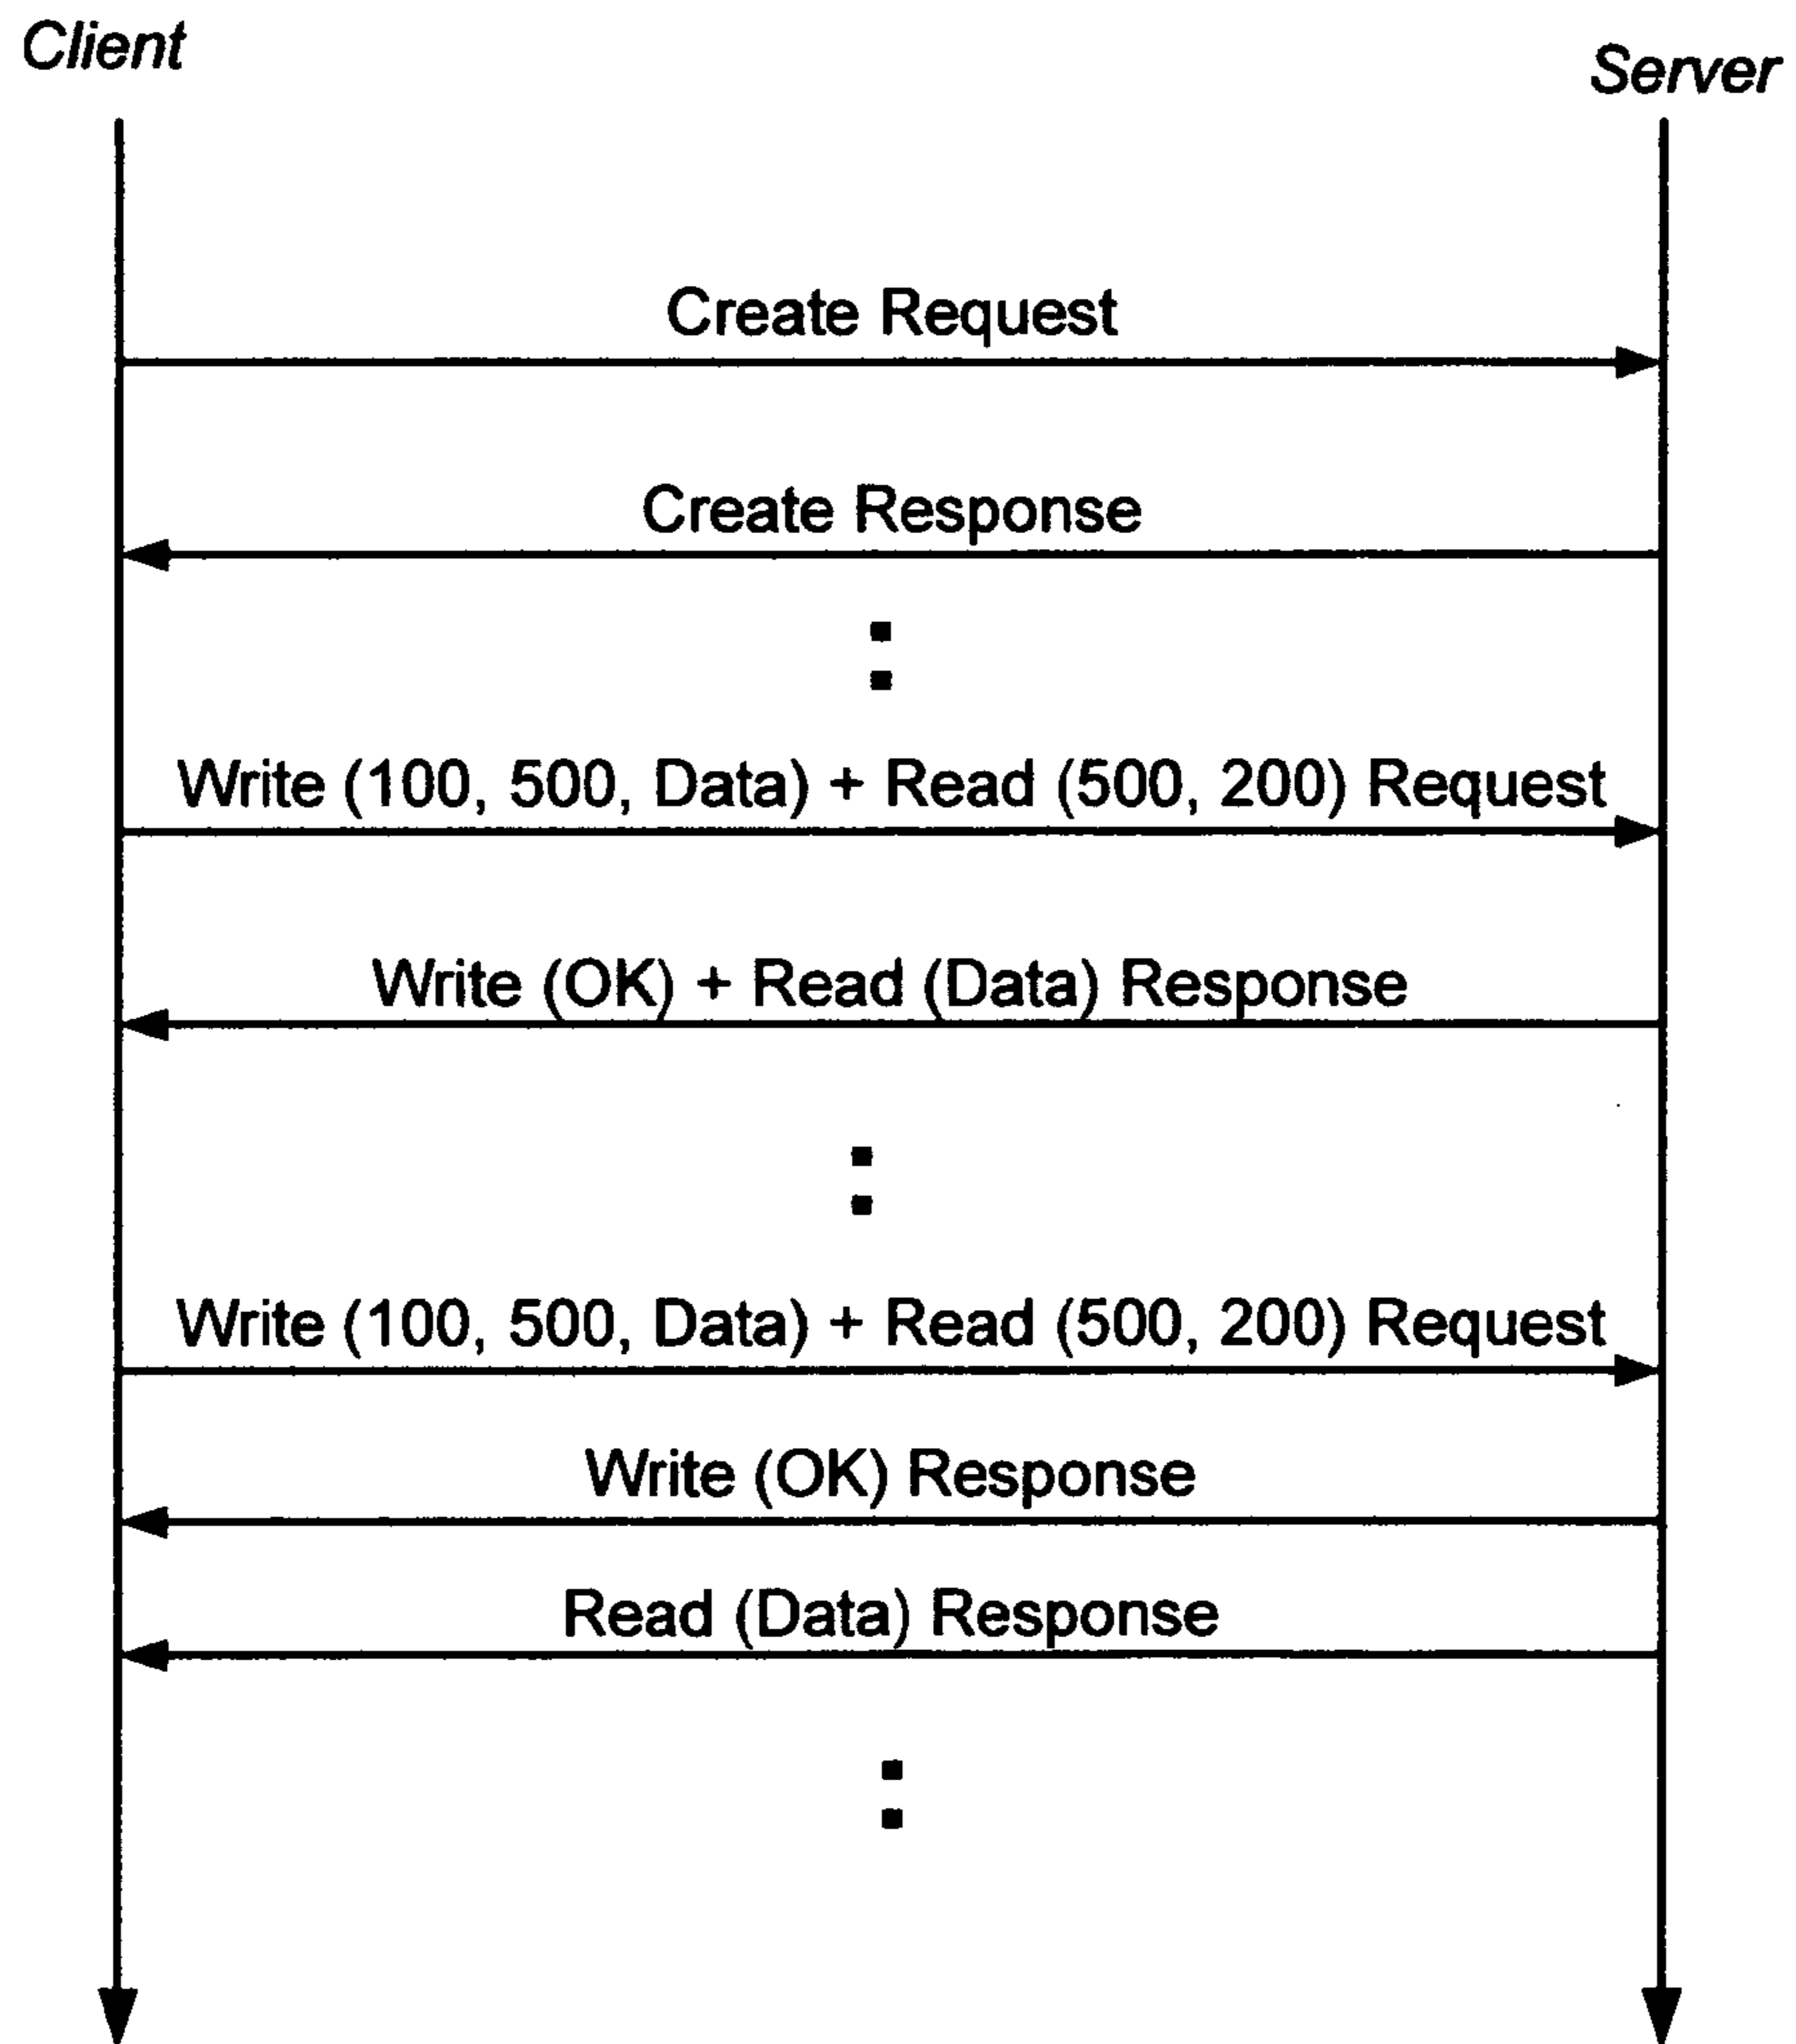 Client
Server
Create Request
Create Response
Write (100, 500, Data) + Read (500, 200) Request
Write (OK) + Read (Data) Response
Write (100, 500, Data) + Read (500, 200) Request
Write (OK) Response
Read (Data) Response